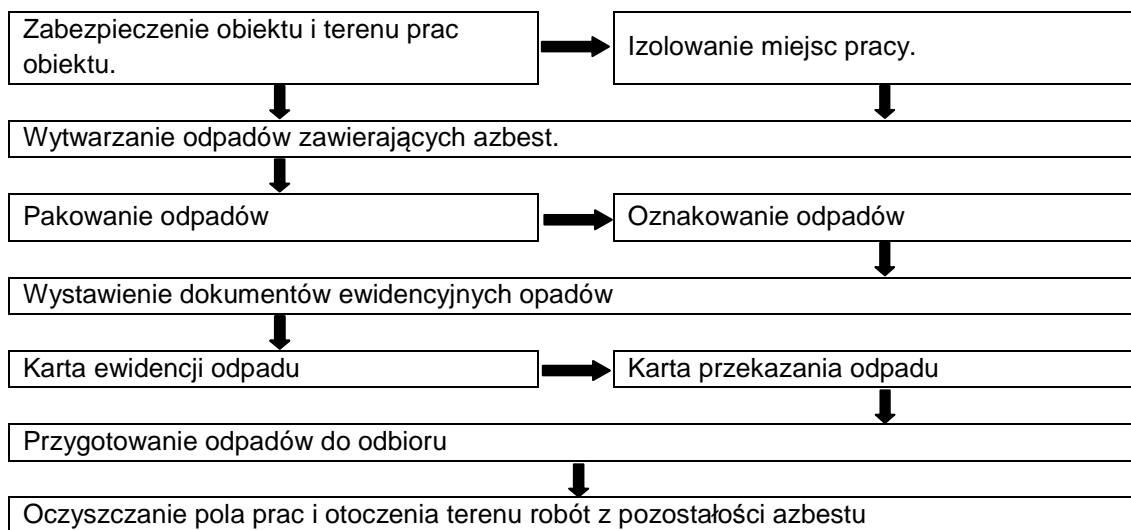 Zabezpieczenie obiektu i terenu prac
obiektu.
Izolowanie miejsc pracy.
Wytwarzanie odpadów zawierających azbest.
Pakowanie odpadów
Oznakowanie odpadów
Wystawienie dokumentów ewidencyjnych opadów
Karta ewidencji odpadu
Karta przekazania odpadu
Przygotowanie odpadów do odbioru
Oczyszczanie pola prac i otoczenia terenu robót z pozostałości azbestu